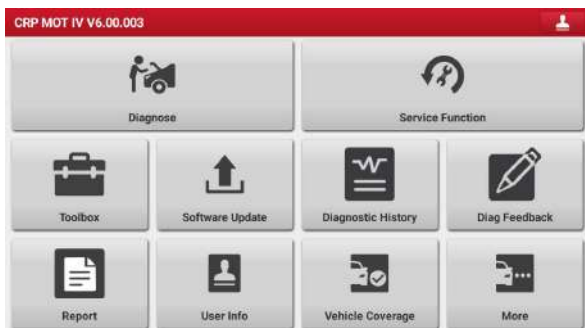 CRP MOT IV V6.00.003
Diagnose
Service Function
Toolbox
Software Update
Diagnostic History
Diag Feedback
Report
User Info
Vehicle Coverage
More